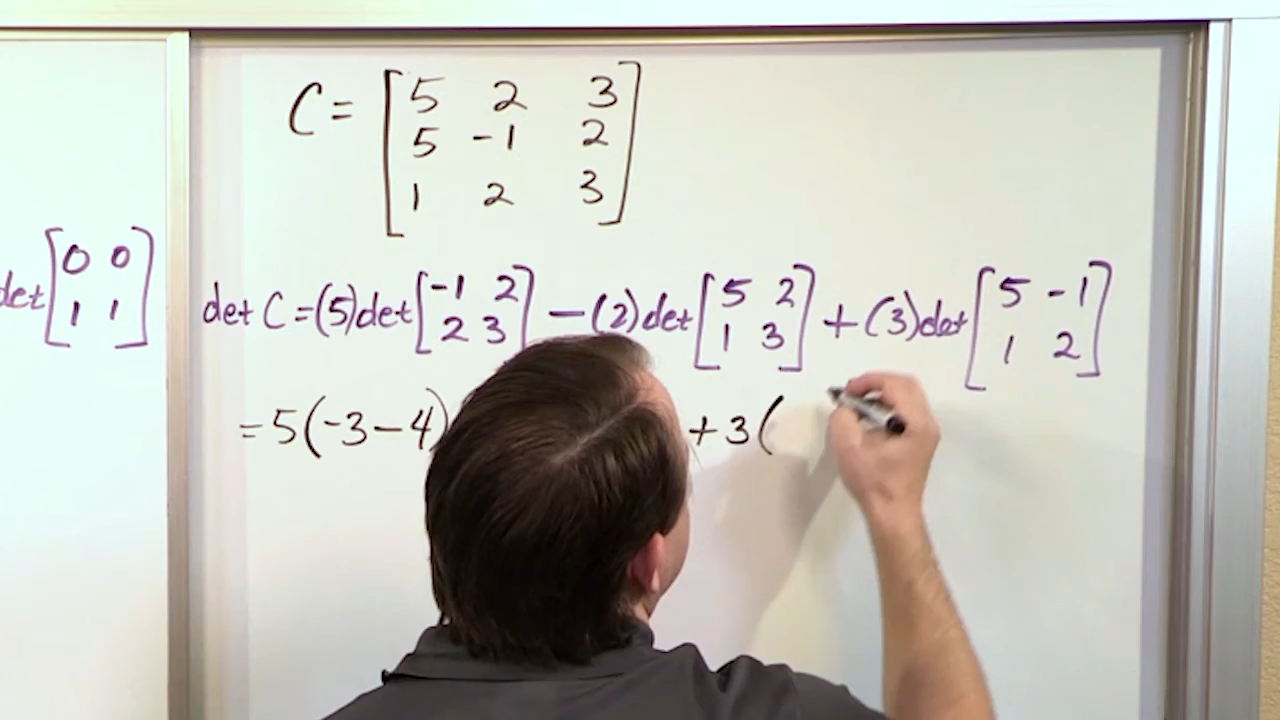 C = [5 2 3
5 -1 2
1 2 3]
det [0 0
1 1]
det C = (5)det [-1 2
2 3] - (2)det [5 2
1 3] + (3)det [5 -1
1 2]
= 5(-3-4) +3(